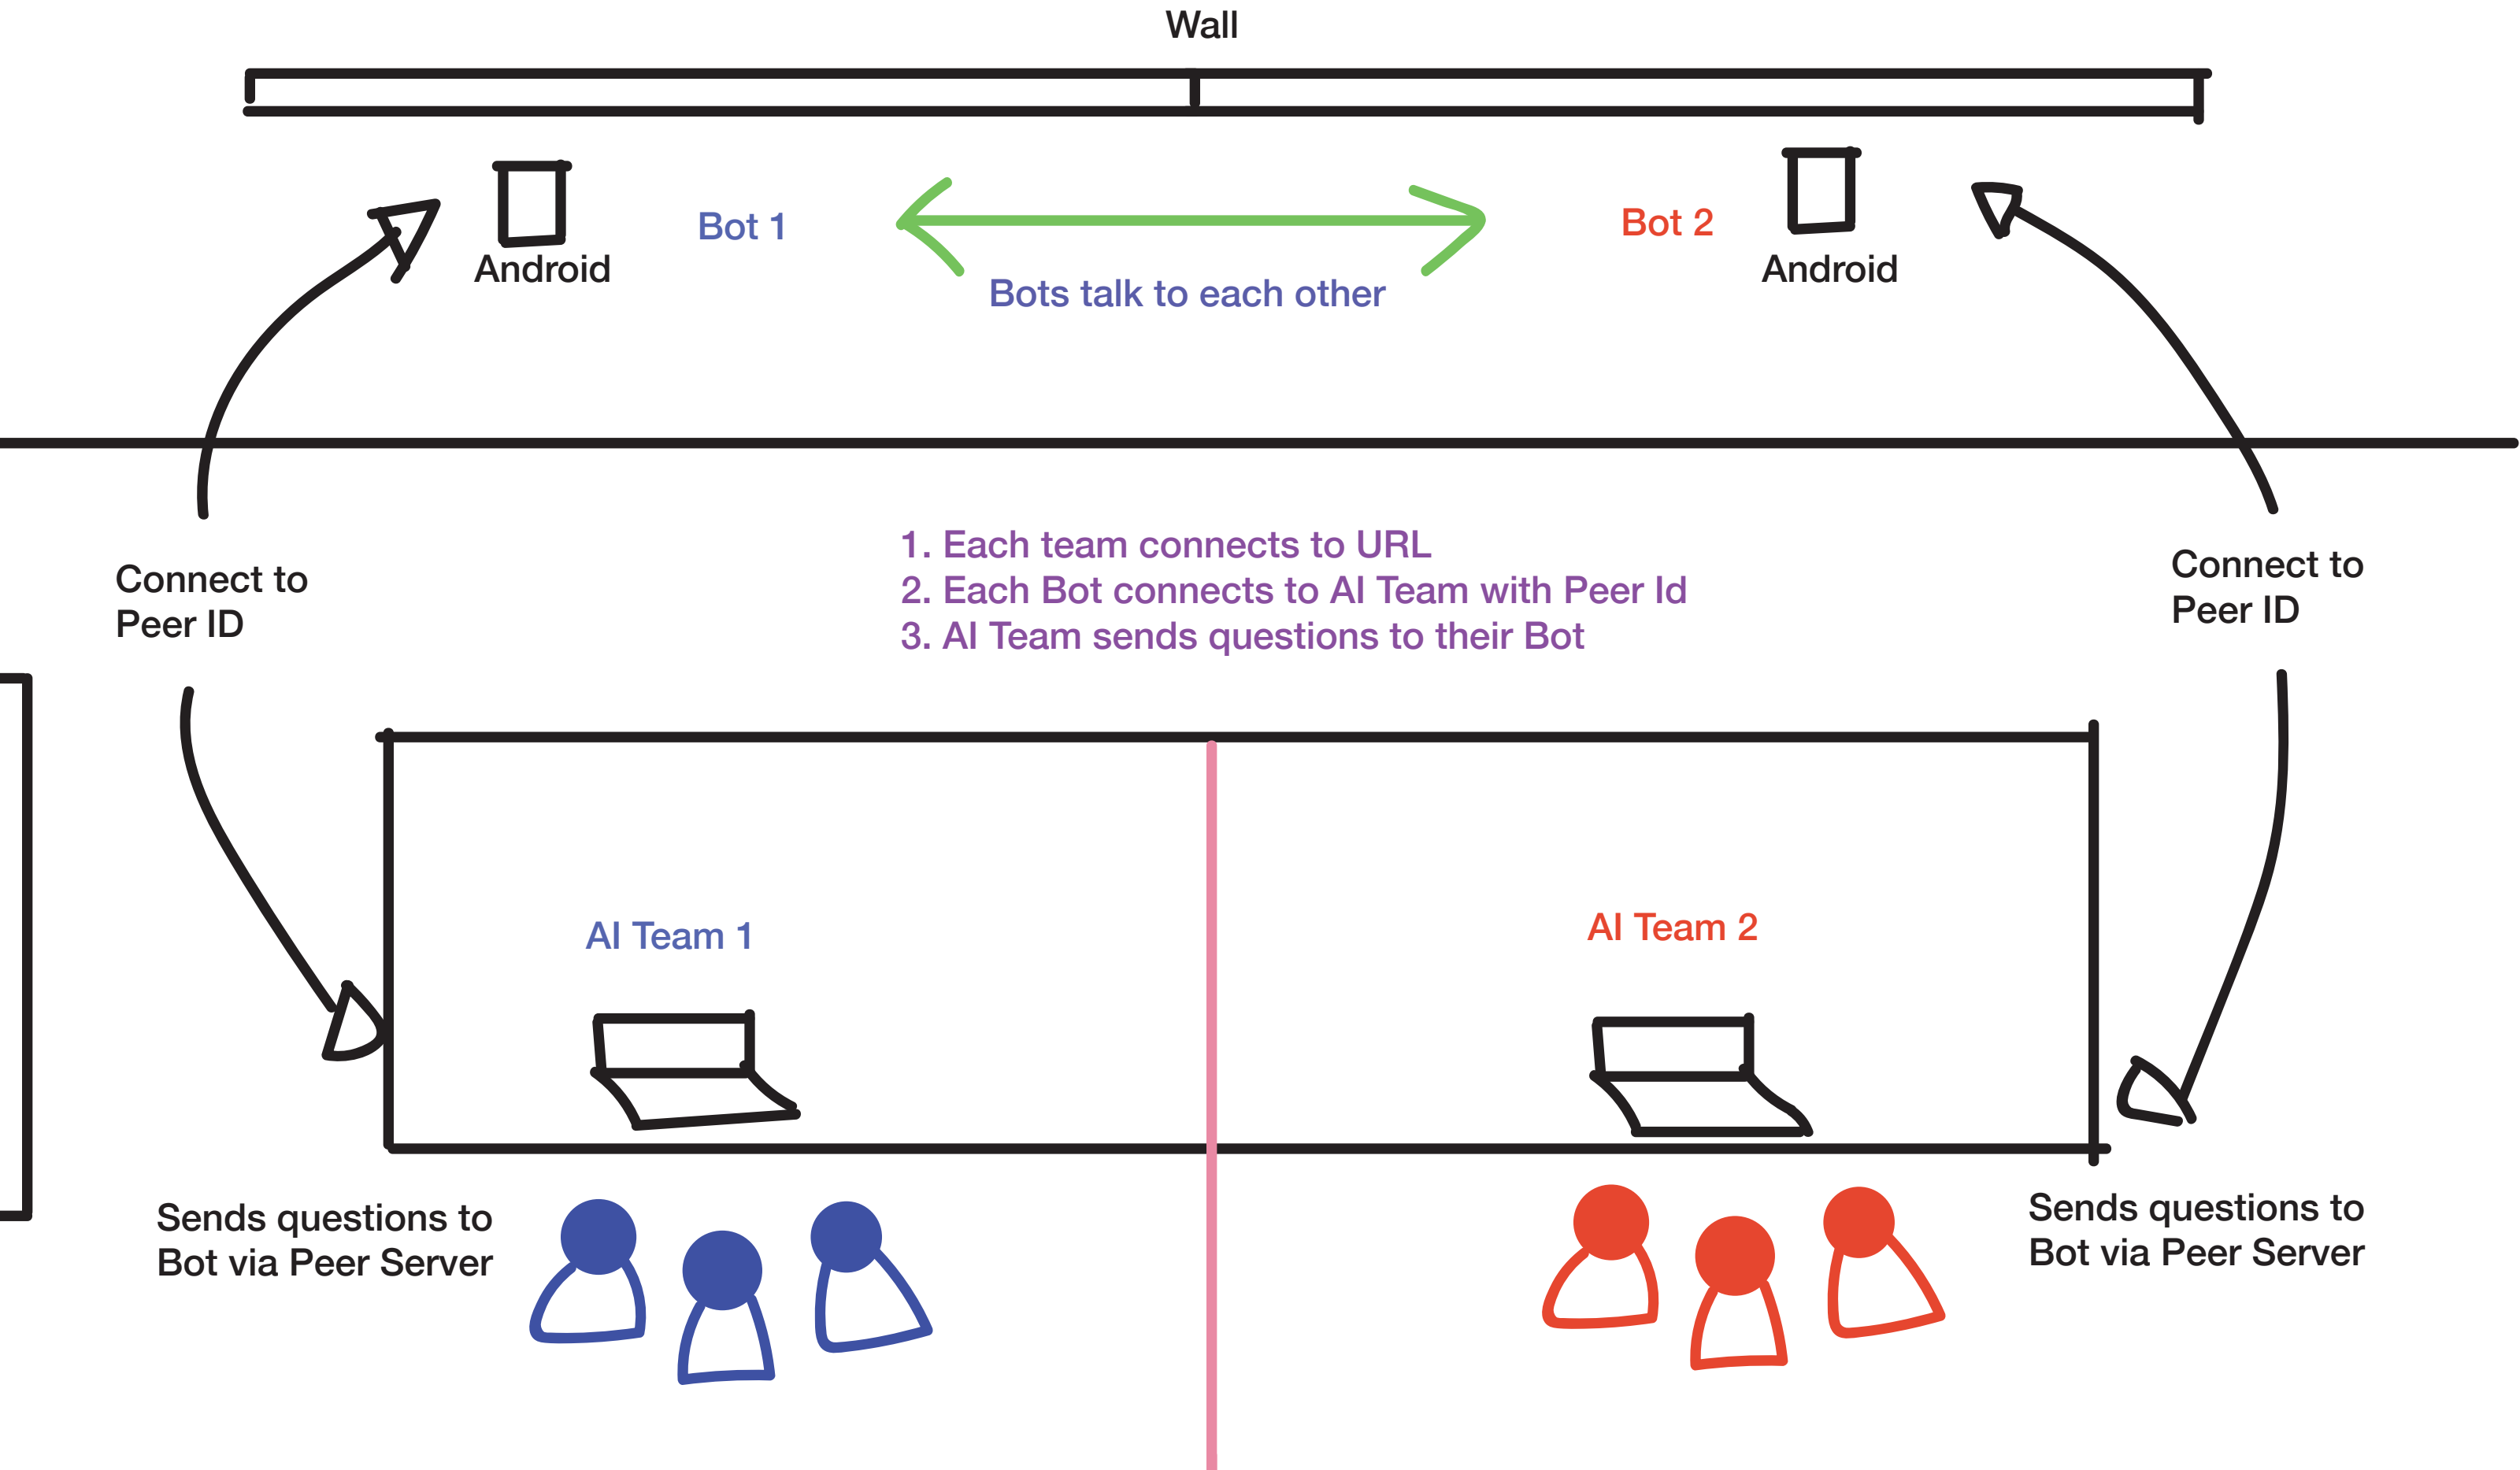 Wall
Bot 1
Bot 2
Android
Android
Bots talk to each other
1. Each team connects to URL
2. Each Bot connects to AI Team with Peer Id
3. AI Team sends questions to their Bot
Connect to
Peer ID
Connect to
Peer ID
AI Team 1
AI Team 2
Sends questions to
Bot via Peer Server
Sends questions to
Bot via Peer Server